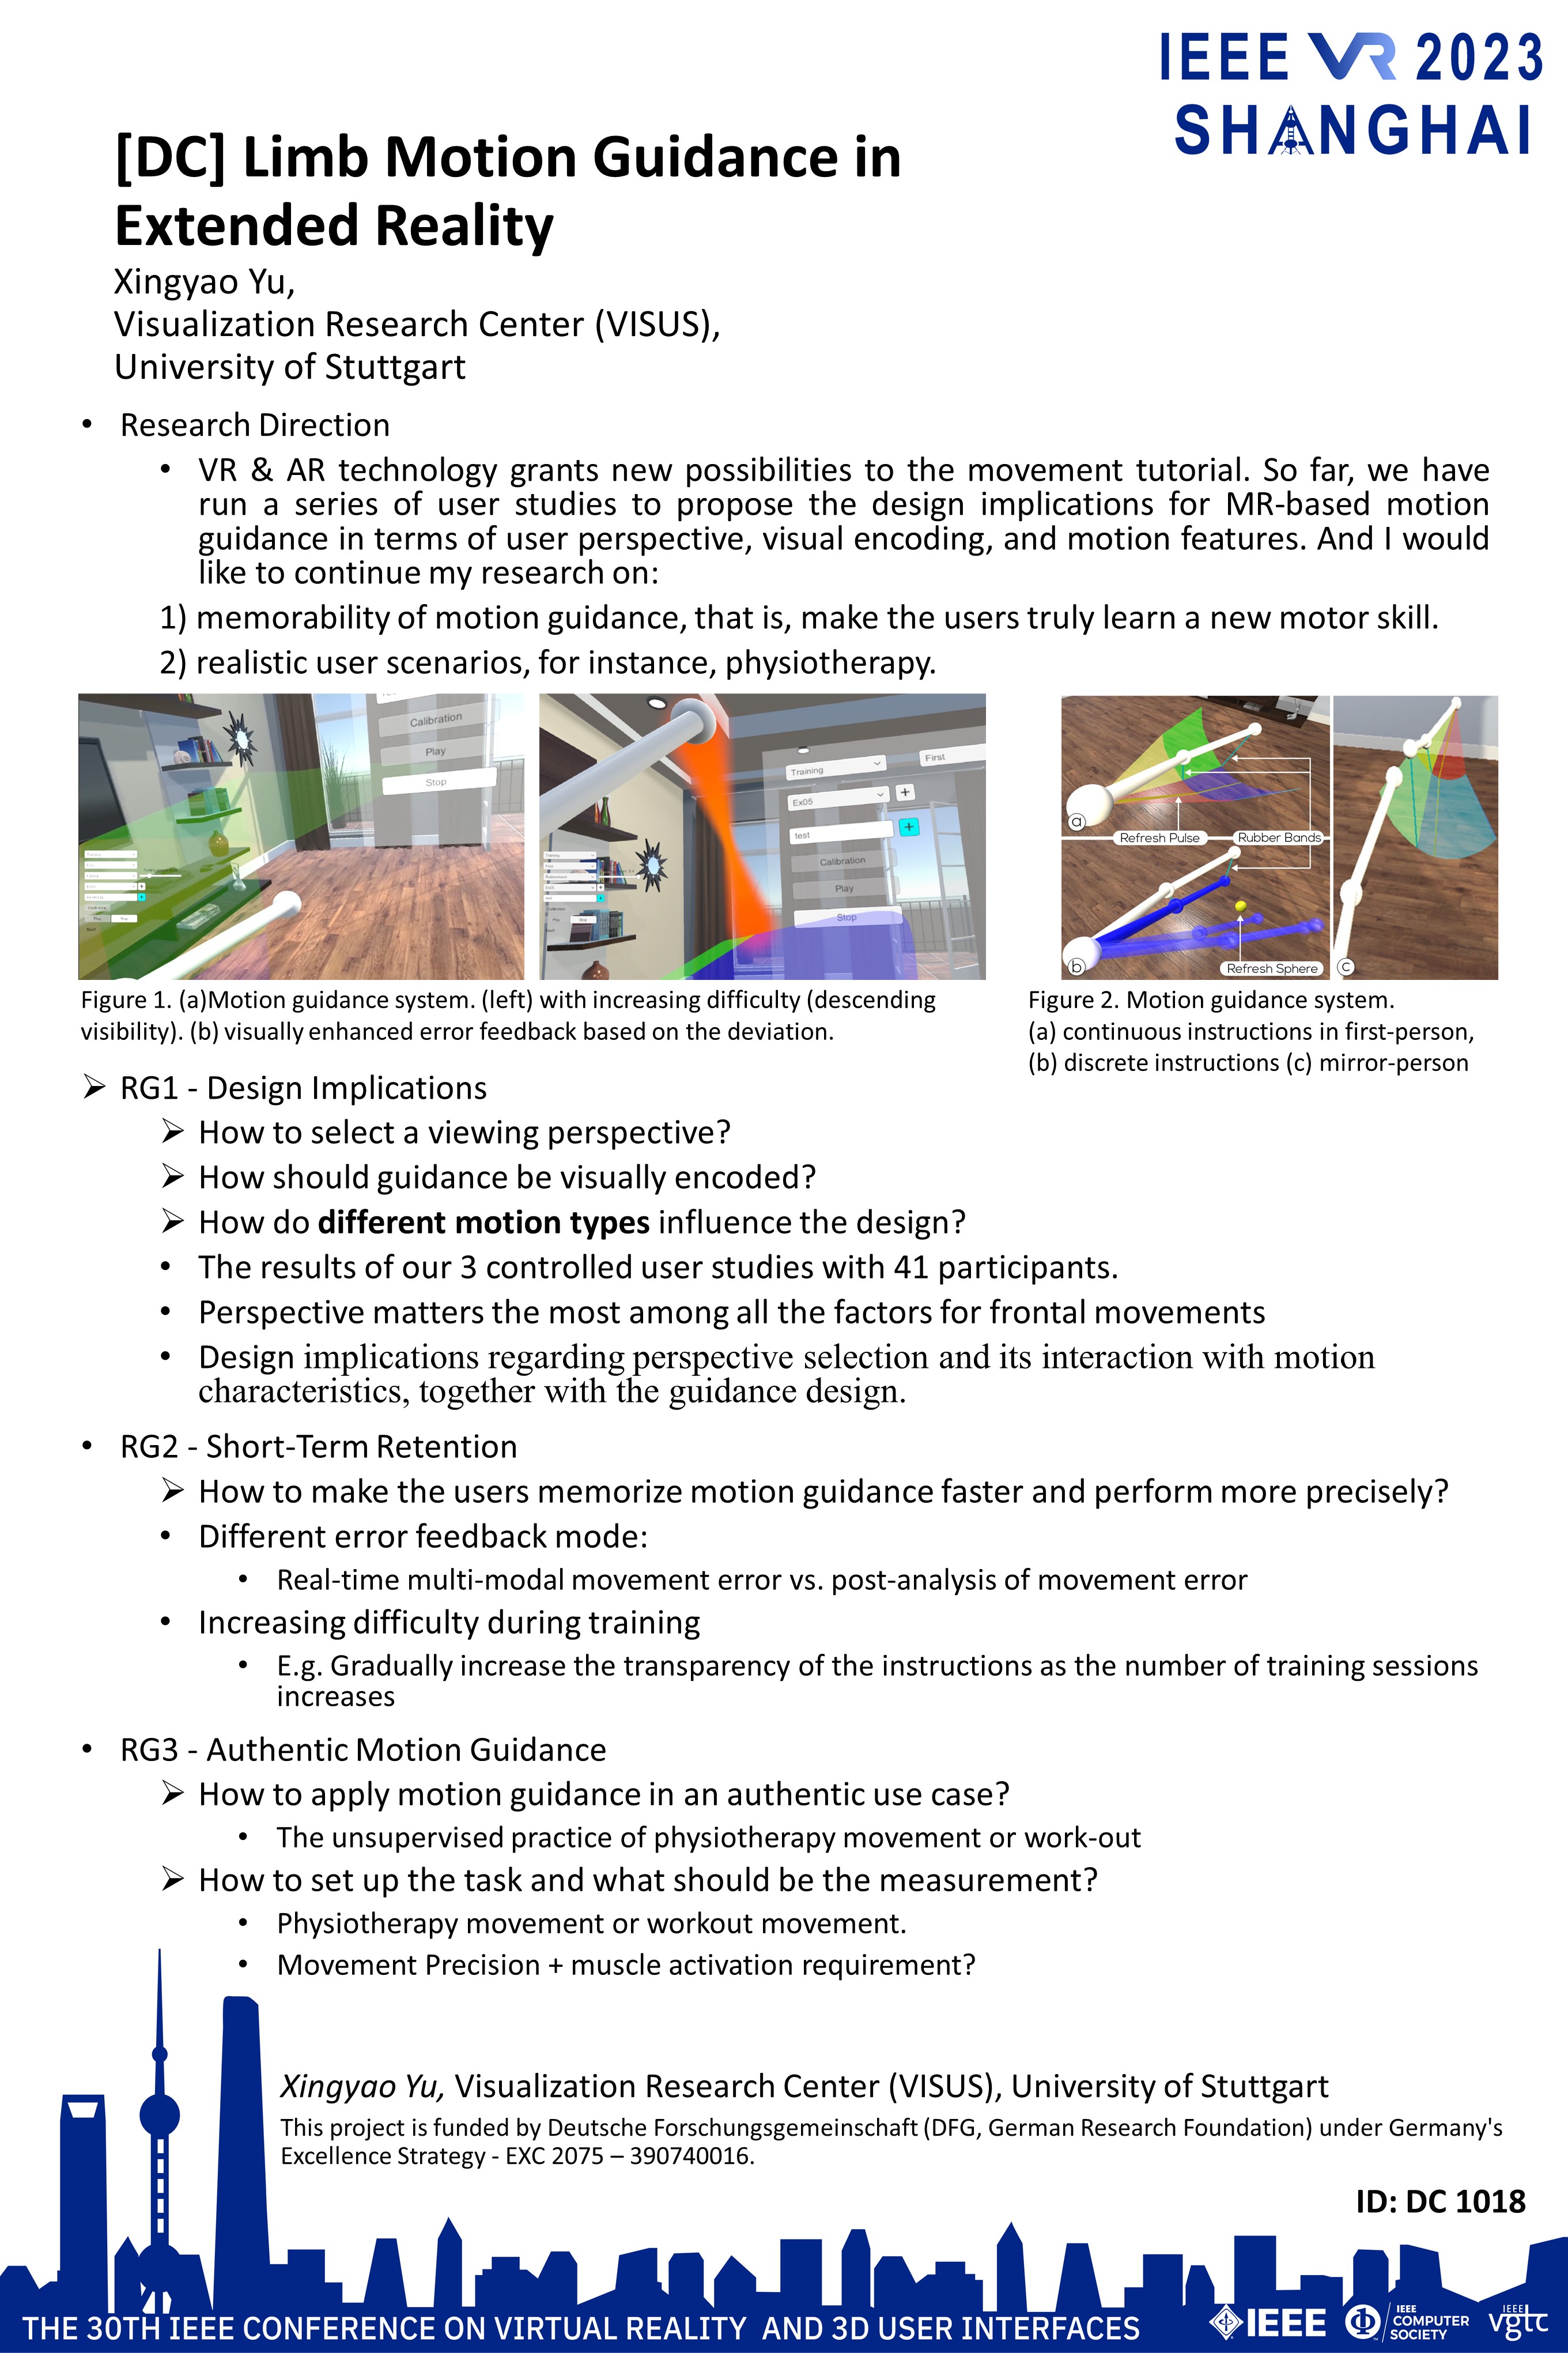 IEEE VR 2023
SHANGHAI
[DC] Limb Motion Guidance in
Extended Reality
Xingyao Yu,
Visualization Research Center (VISUS),
University of Stuttgart
• Research Direction
• VR & AR technology grants new possibilities to the movement tutorial. So far, we have
run a series of user studies to propose the design implications for MR-based motion
guidance in terms of user perspective, visual encoding, and motion features. And I would
like to continue my research on:
1) memorability of motion guidance, that is, make the users truly learn a new motor skill.
2) realistic user scenarios, for instance, physiotherapy.
Calibration
Play
Stop
Training
First
Ex05
+
test
+
Calibration
Play
Stop
a
Refresh Pulse
Rubber Bands
b
Refresh Sphere
c
Figure 1. (a)Motion guidance system. (left) with increasing difficulty (descending
visibility). (b) visually enhanced error feedback based on the deviation.
Figure 2. Motion guidance system.
(a) continuous instructions in first-person,
(b) discrete instructions (c) mirror-person
➢ RG1 - Design Implications
➢ How to select a viewing perspective?
➢ How should guidance be visually encoded?
➢ How do different motion types influence the design?
• The results of our 3 controlled user studies with 41 participants.
• Perspective matters the most among all the factors for frontal movements
• Design implications regarding perspective selection and its interaction with motion
characteristics, together with the guidance design.
• RG2 - Short-Term Retention
➢ How to make the users memorize motion guidance faster and perform more precisely?
• Different error feedback mode:
• Real-time multi-modal movement error vs. post-analysis of movement error
• Increasing difficulty during training
• E.g. Gradually increase the transparency of the instructions as the number of training sessions
increases
• RG3 - Authentic Motion Guidance
➢ How to apply motion guidance in an authentic use case?
• The unsupervised practice of physiotherapy movement or work-out
➢ How to set up the task and what should be the measurement?
• Physiotherapy movement or workout movement.
• Movement Precision + muscle activation requirement?
Xingyao Yu, Visualization Research Center (VISUS), University of Stuttgart
This project is funded by Deutsche Forschungsgemeinschaft (DFG, German Research Foundation) under Germany's
Excellence Strategy - EXC 2075 – 390740016.
ID: DC 1018
THE 30TH IEEE CONFERENCE ON VIRTUAL REALITY AND 3D USER INTERFACES
IEEE
IEEE
COMPUTER
SOCIETY
IEEE
vgtc